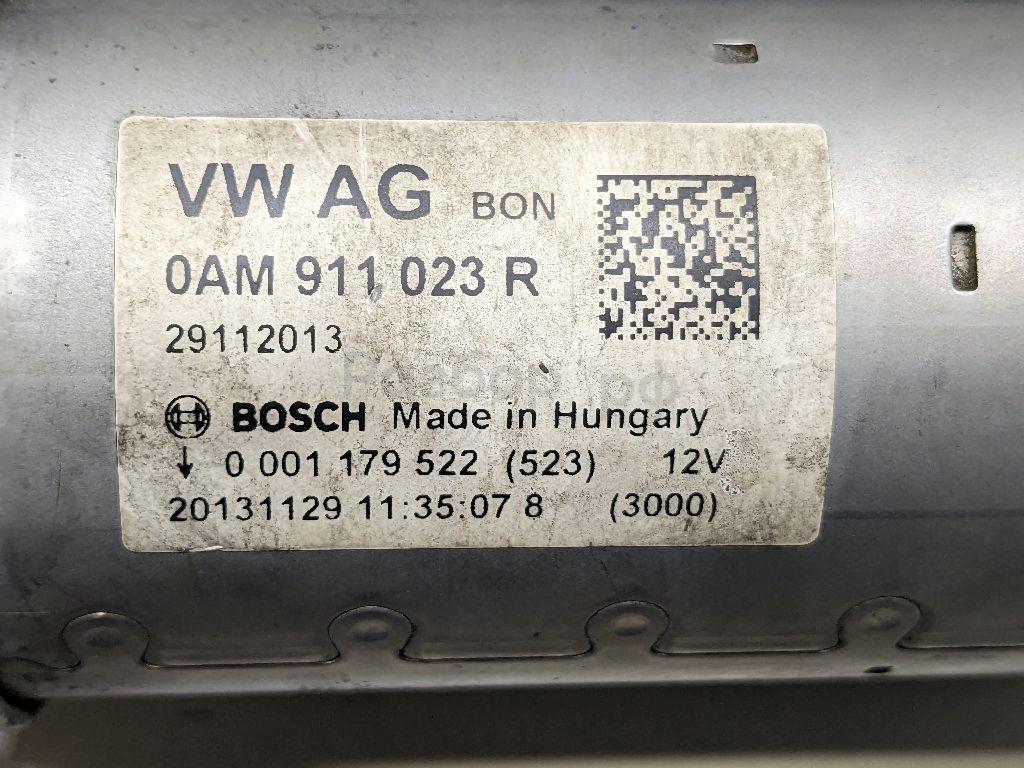 VW AG BON
0AM 911 023 R
29112013
BOSCH Made in Hungary
↓ 0 001 179 522 (523) 12V
20131129 11:35:07 8 (3000)